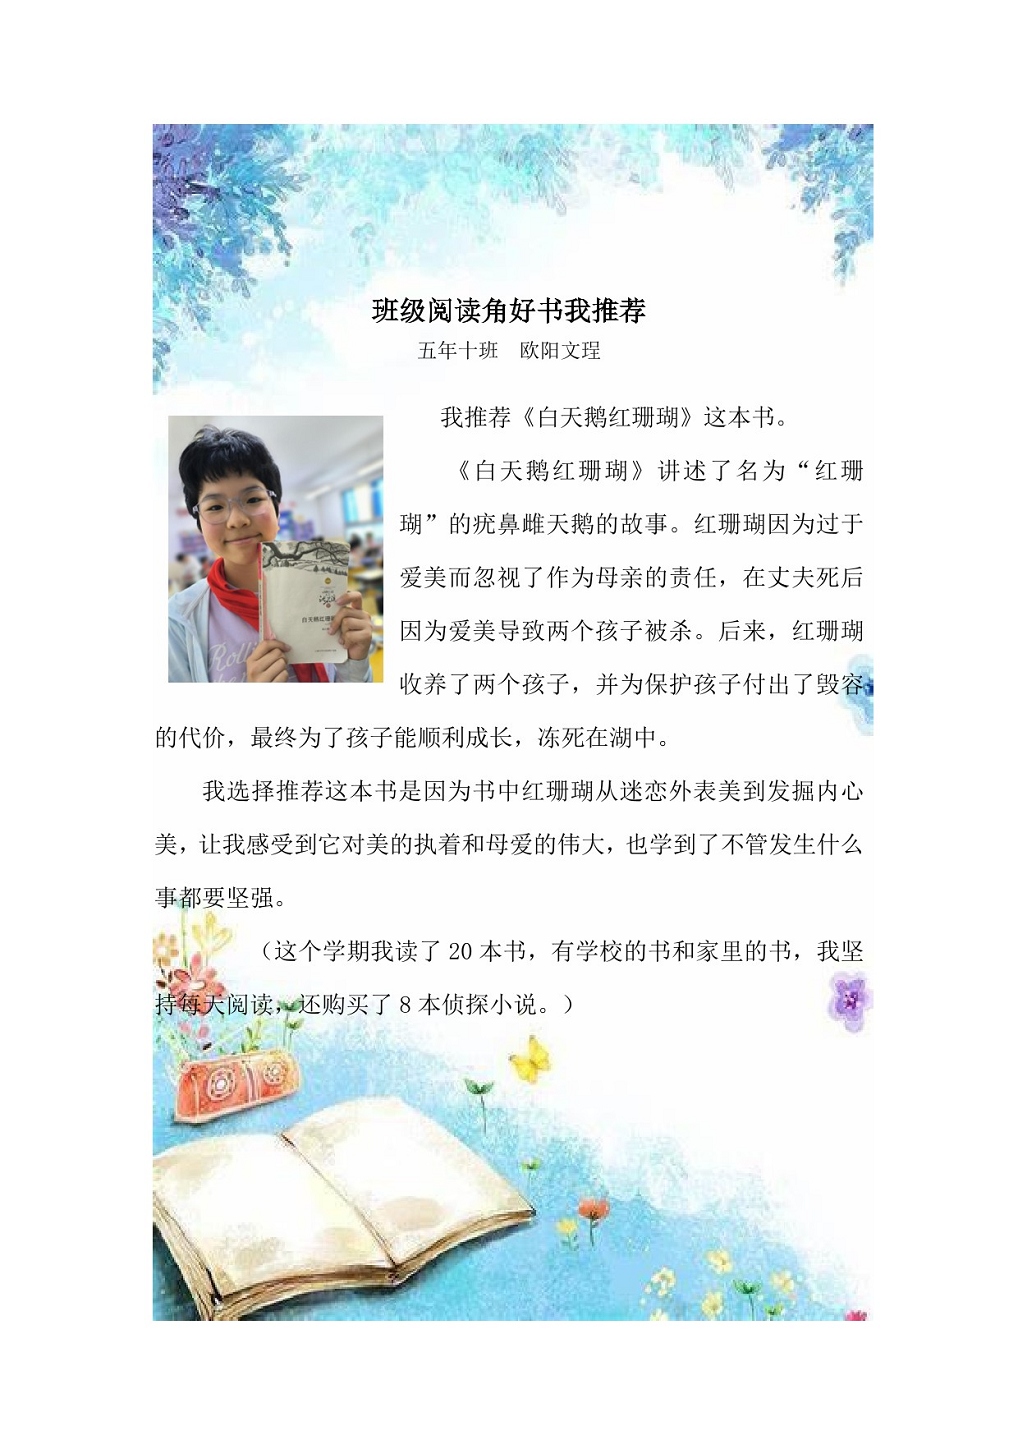 班级阅读角好书我推荐
五年十班 欧阳文珵
我推荐《白天鹅红珊瑚》这本书。
《白天鹅红珊瑚》讲述了名为“红珊
瑚”的疣鼻雌天鹅的故事。红珊瑚因为过于
爱美而忽视了作为母亲的责任，在丈夫死后
因为爱美导致两个孩子被杀。后来，红珊瑚
收养了两个孩子，并为保护孩子付出了毁容
的代价，最终为了孩子能顺利成长，冻死在湖中。
我选择推荐这本书是因为书中红珊瑚从迷恋外表美到发掘内心
美，让我感受到它对美的执着和母爱的伟大，也学到了不管发生什么
事都要坚强。
（这个学期我读了 20 本书，有学校的书和家里的书，我坚
持每天阅读，还购买了 8 本侦探小说。）
白天鹅红珊瑚